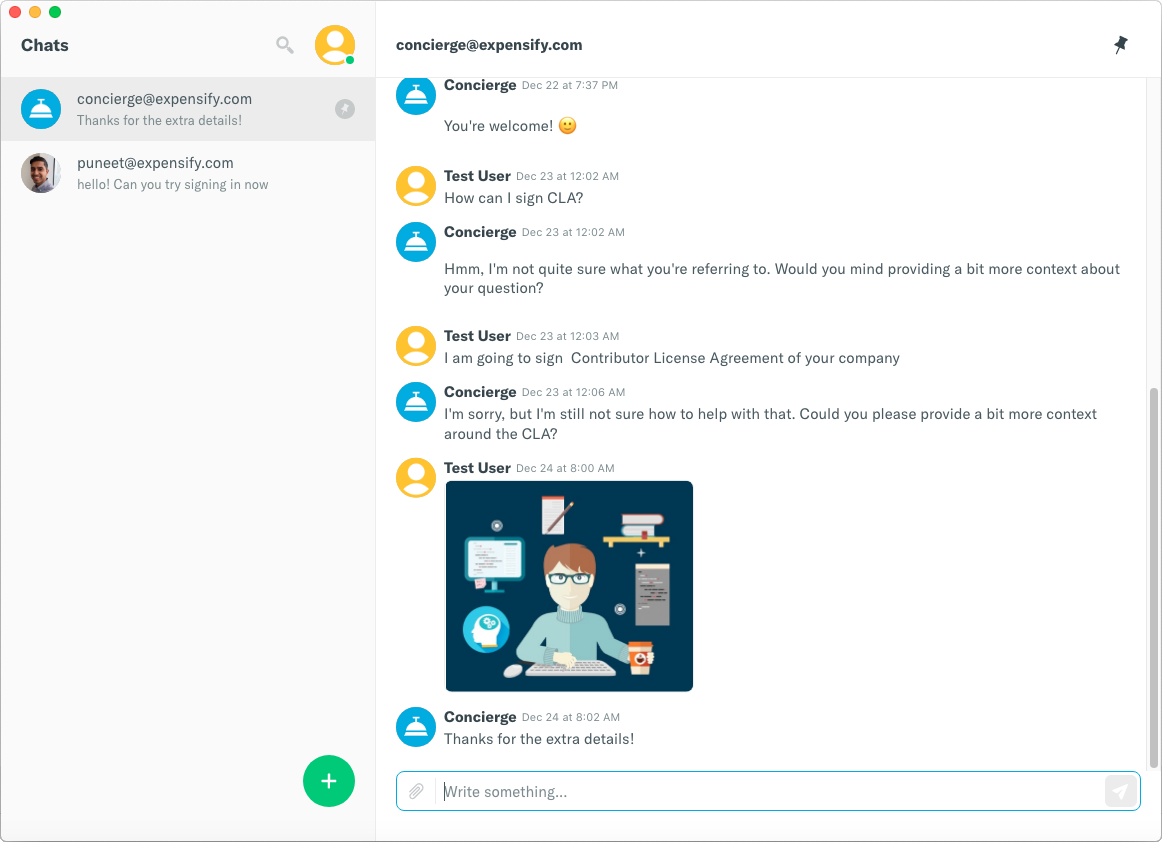 Chats
concierge@expensify.com
Thanks for the extra details!
puneet@expensify.com
hello! Can you try signing in now
concierge@expensify.com
Concierge Dec 22 at 7:37 PM
You're welcome! 🙂
Test User Dec 23 at 12:02 AM
How can I sign CLA?
Concierge Dec 23 at 12:02 AM
Hmm, I'm not quite sure what you're referring to. Would you mind providing a bit more context about
your question?
Test User Dec 23 at 12:03 AM
I am going to sign  Contributor License Agreement of your company
Concierge Dec 23 at 12:06 AM
I'm sorry, but I'm still not sure how to help with that. Could you please provide a bit more context
around the CLA?
Test User Dec 24 at 8:00 AM
Concierge Dec 24 at 8:02 AM
Thanks for the extra details!
Write something...